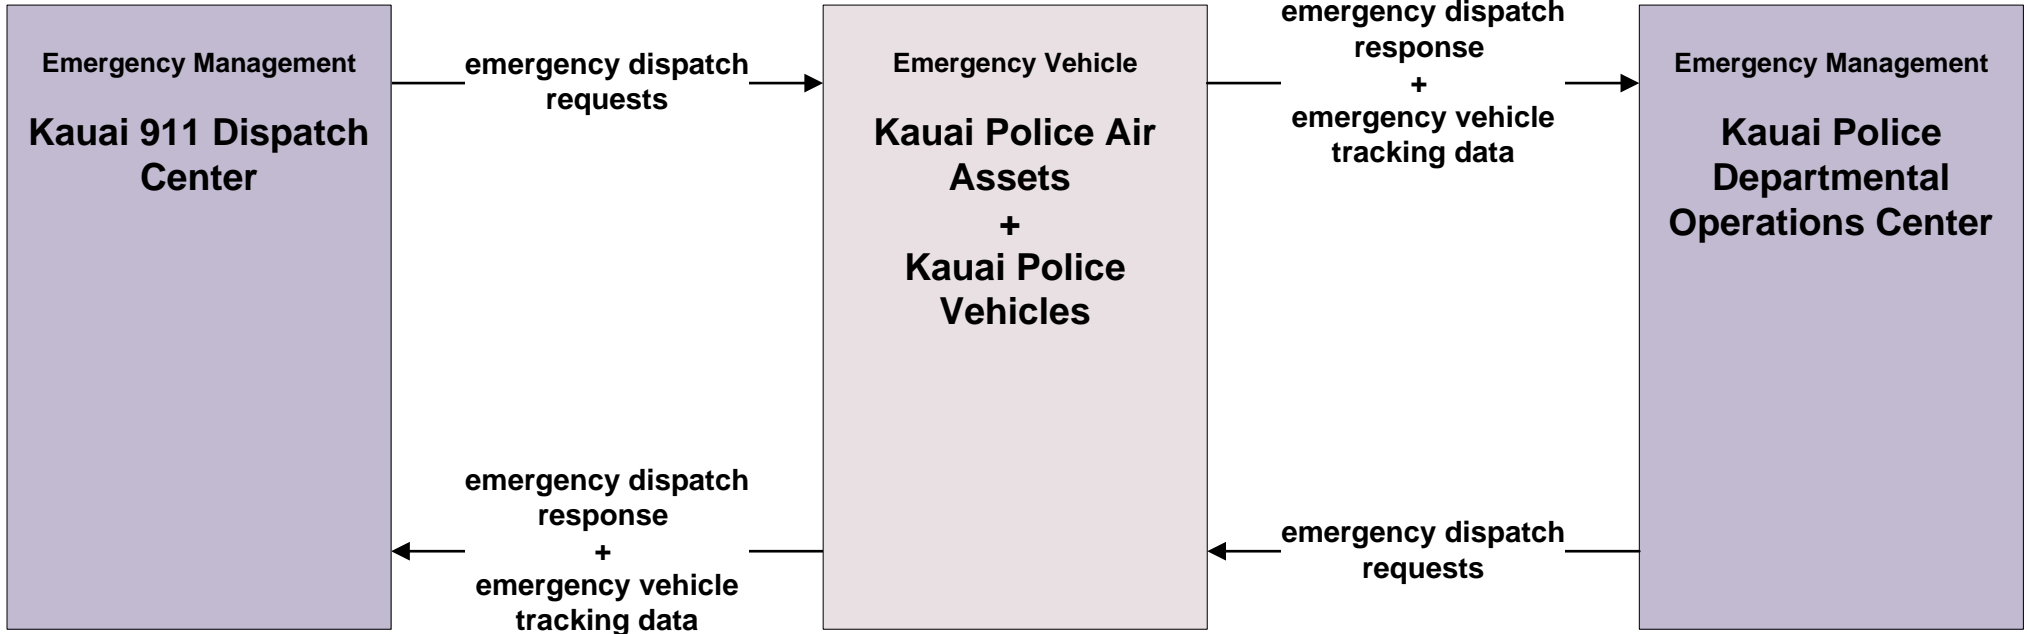 Emergency Management
Kauai 911 Dispatch
Center
emergency dispatch
requests
emergency dispatch
response
+
emergency vehicle
tracking data
Emergency Vehicle
Kauai Police Air
Assets
+
Kauai Police
Vehicles
emergency dispatch
response
+
emergency vehicle
tracking data
emergency dispatch
requests
Emergency Management
Kauai Police
Departmental
Operations Center